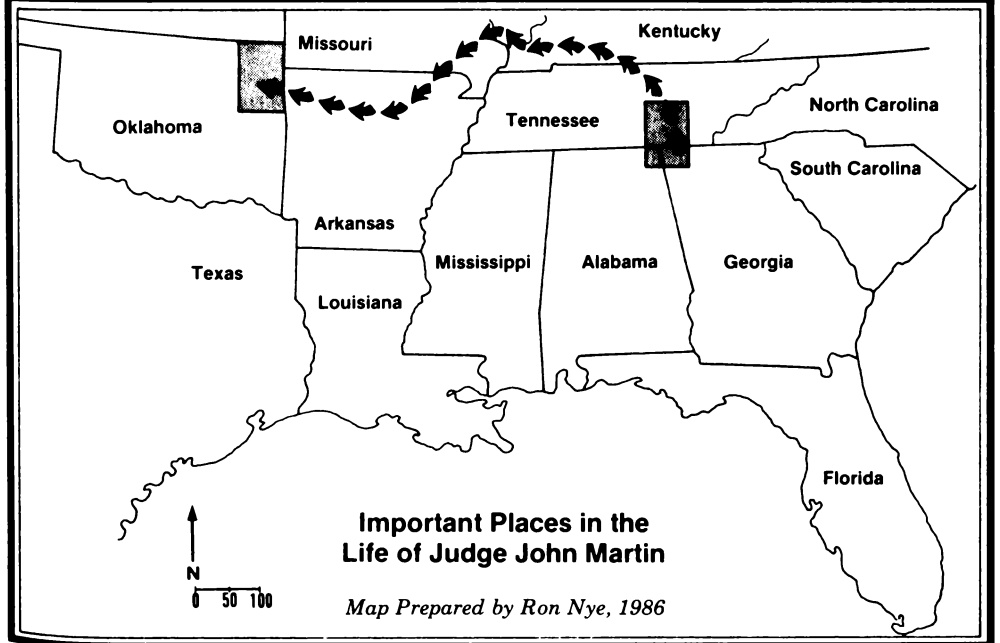 Missouri
Kentucky
North Carolina
Oklahoma
Tennessee
South Carolina
Arkansas
Mississippi
Alabama
Georgia
Texas
Louisiana
Florida
Important Places in the
Life of Judge John Martin
N
0 50 100
Map Prepared by Ron Nye, 1986